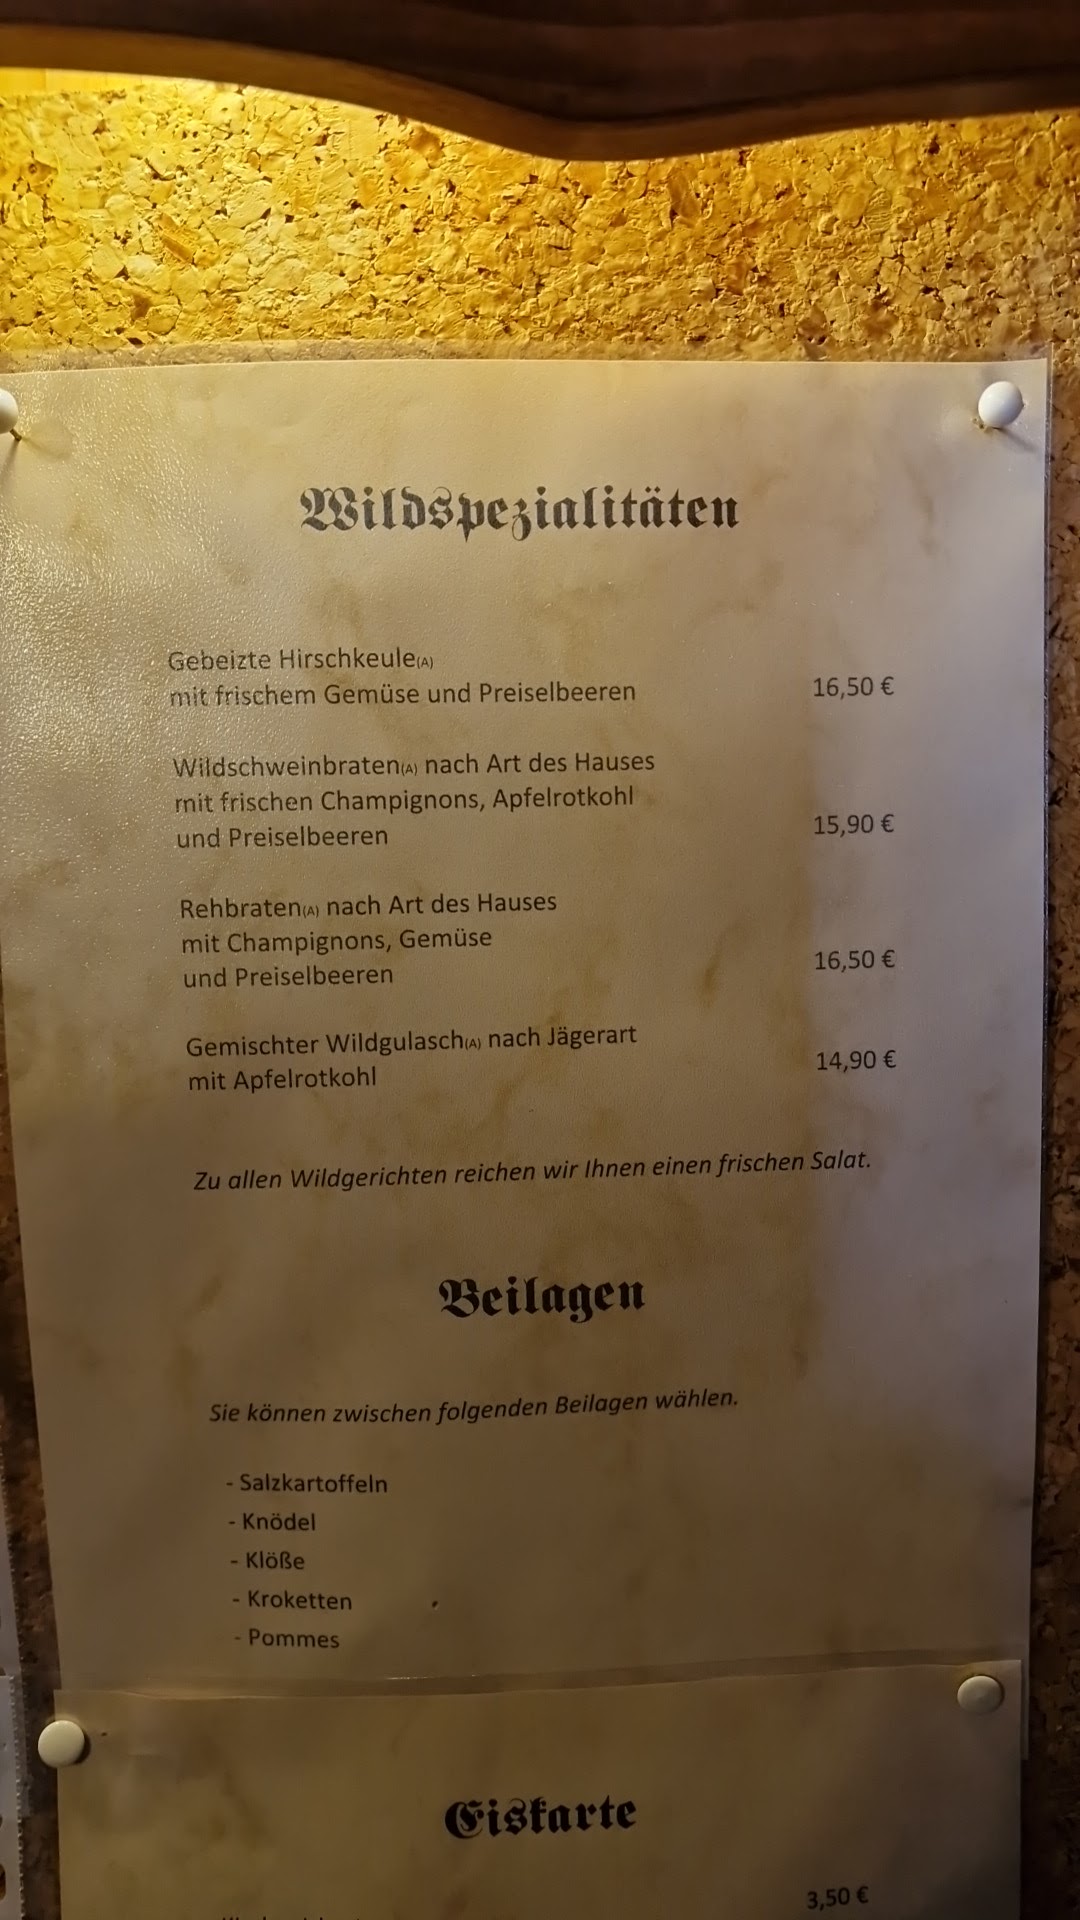 Wildspezialitäten
Gebeizte Hirschkeule(A)
mit frischem Gemüse und Preiselbeeren 16,50 €
Wildschweinbraten(A) nach Art des Hauses
mit frischen Champignons, Apfelrotkohl
und Preiselbeeren 15,90 €
Rehbraten(A) nach Art des Hauses
mit Champignons, Gemüse
und Preiselbeeren 16,50 €
Gemischter Wildgulasch(A) nach Jägerart
mit Apfelrotkohl 14,90 €
Zu allen Wildgerichten reichen wir Ihnen einen frischen Salat.
Beilagen
Sie können zwischen folgenden Beilagen wählen.
- Salzkartoffeln
- Knödel
- Klöße
- Kroketten
- Pommes
Eiskarte
3,50 €